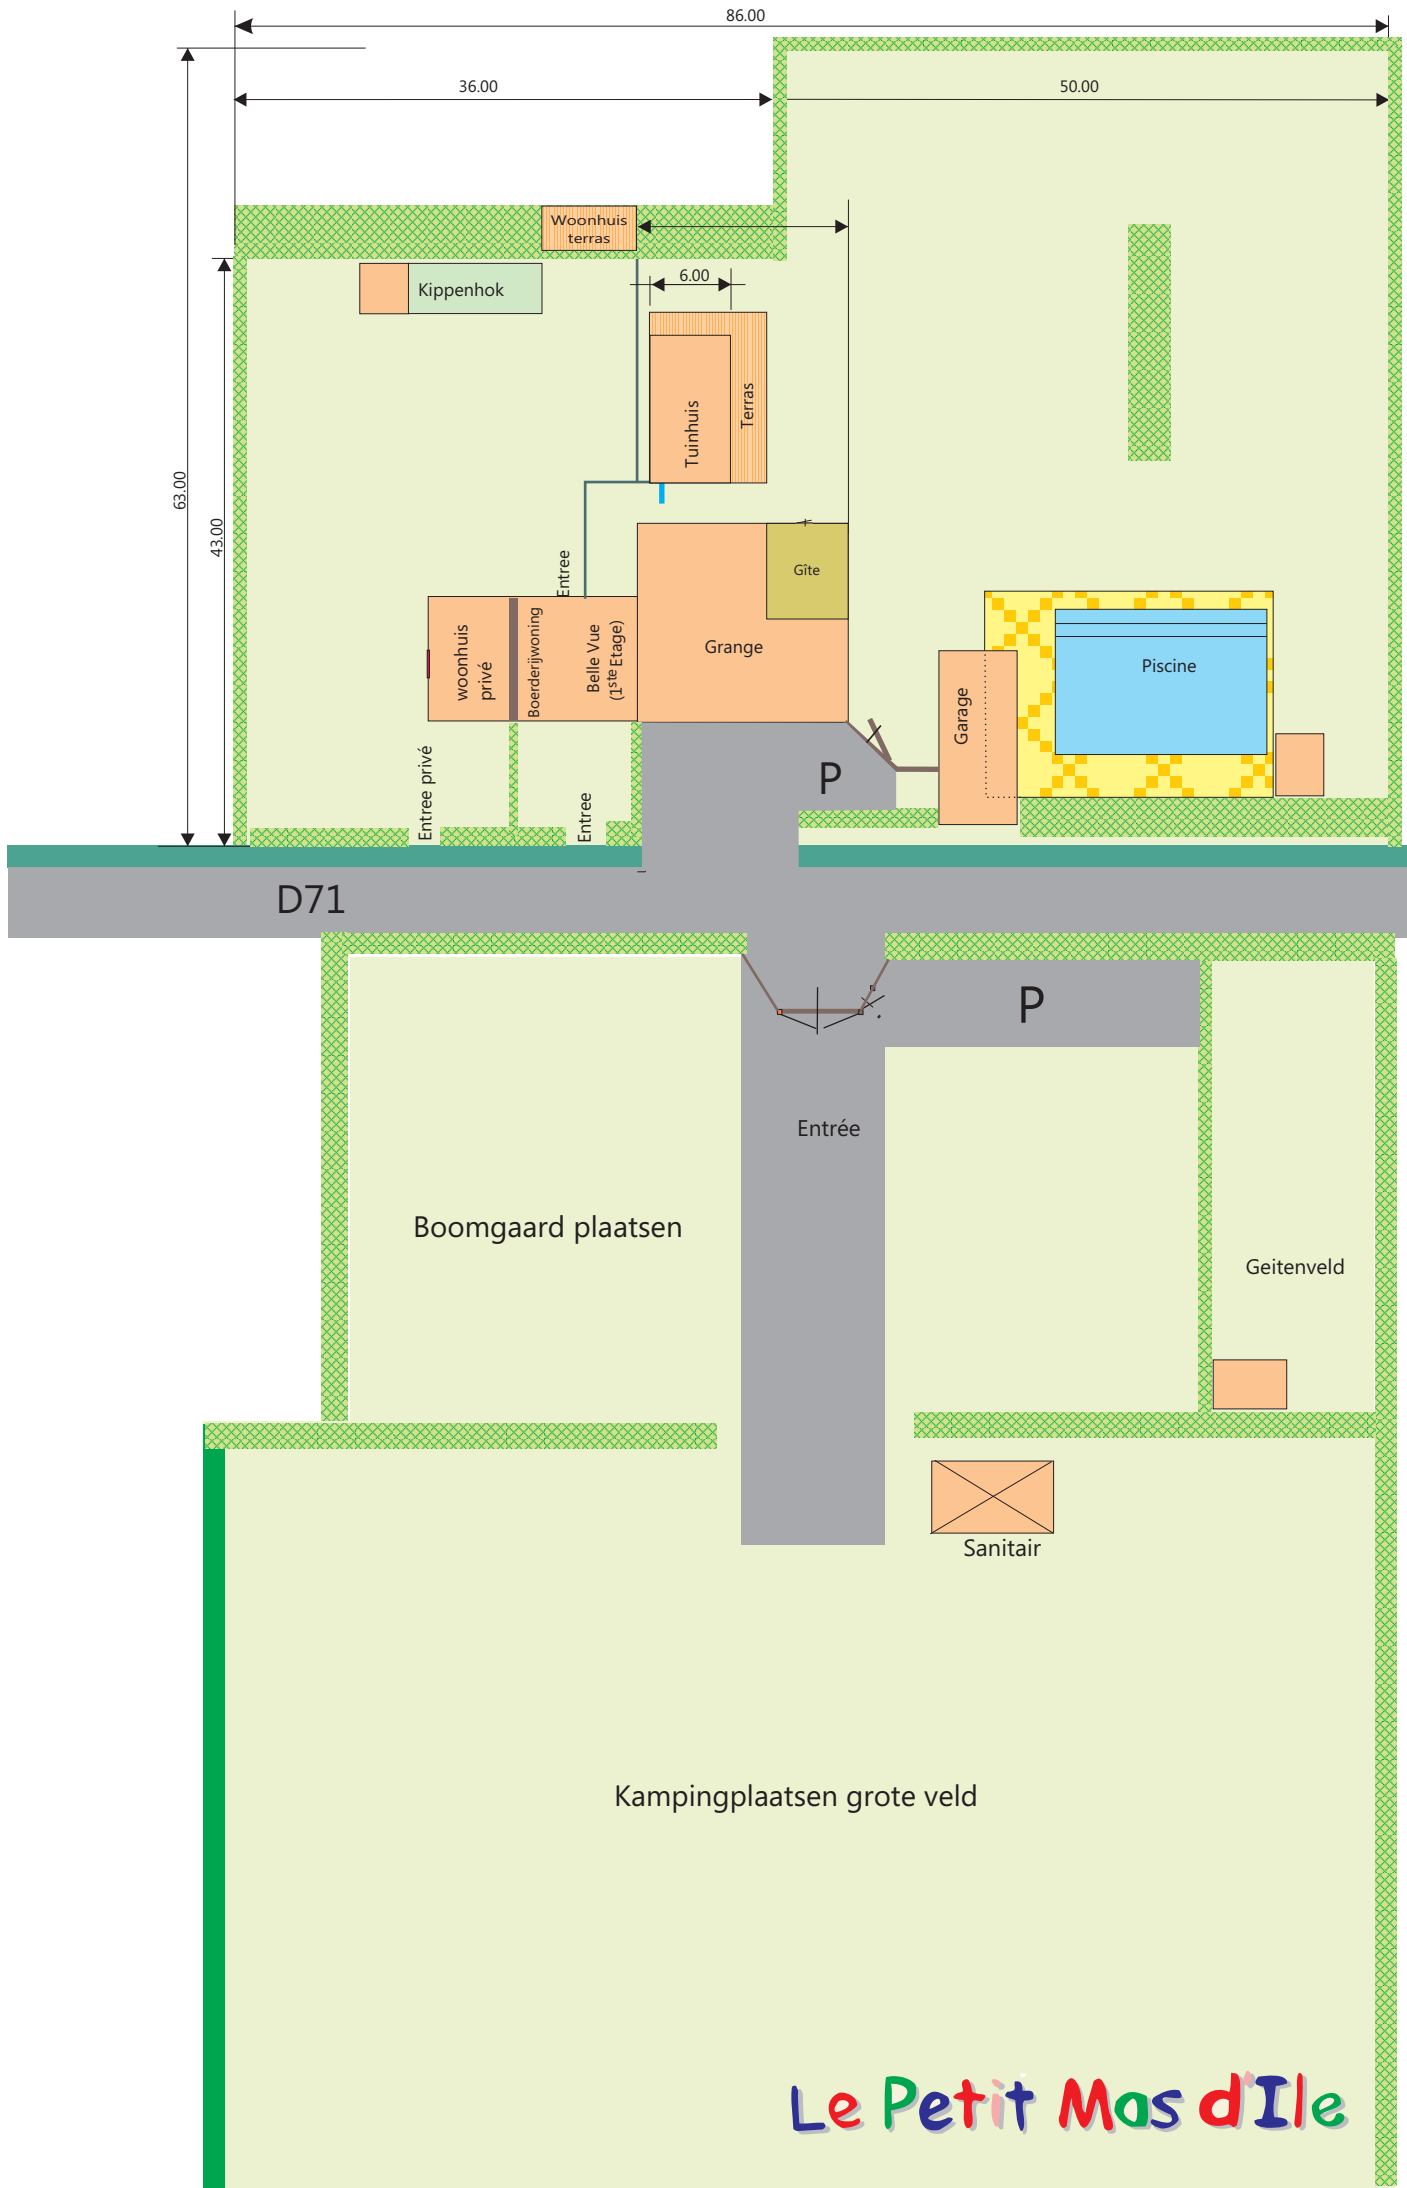 86.00
36.00
50.00
Woonhuis
terras
6.00
Kippenhok
63.00
43.00
Tuinhuis
Terras
Entree
Gîte
woonhuis
privé
Boerderijwoning
Belle Vue
(1ste Etage)
Grange
Piscine
Garage
P
Entree privé
Entree
D71
P
Entrée
Boomgaard plaatsen
Geitenveld
Sanitair
Kampingplaatsen grote veld
Le Petit Mas d'Ile